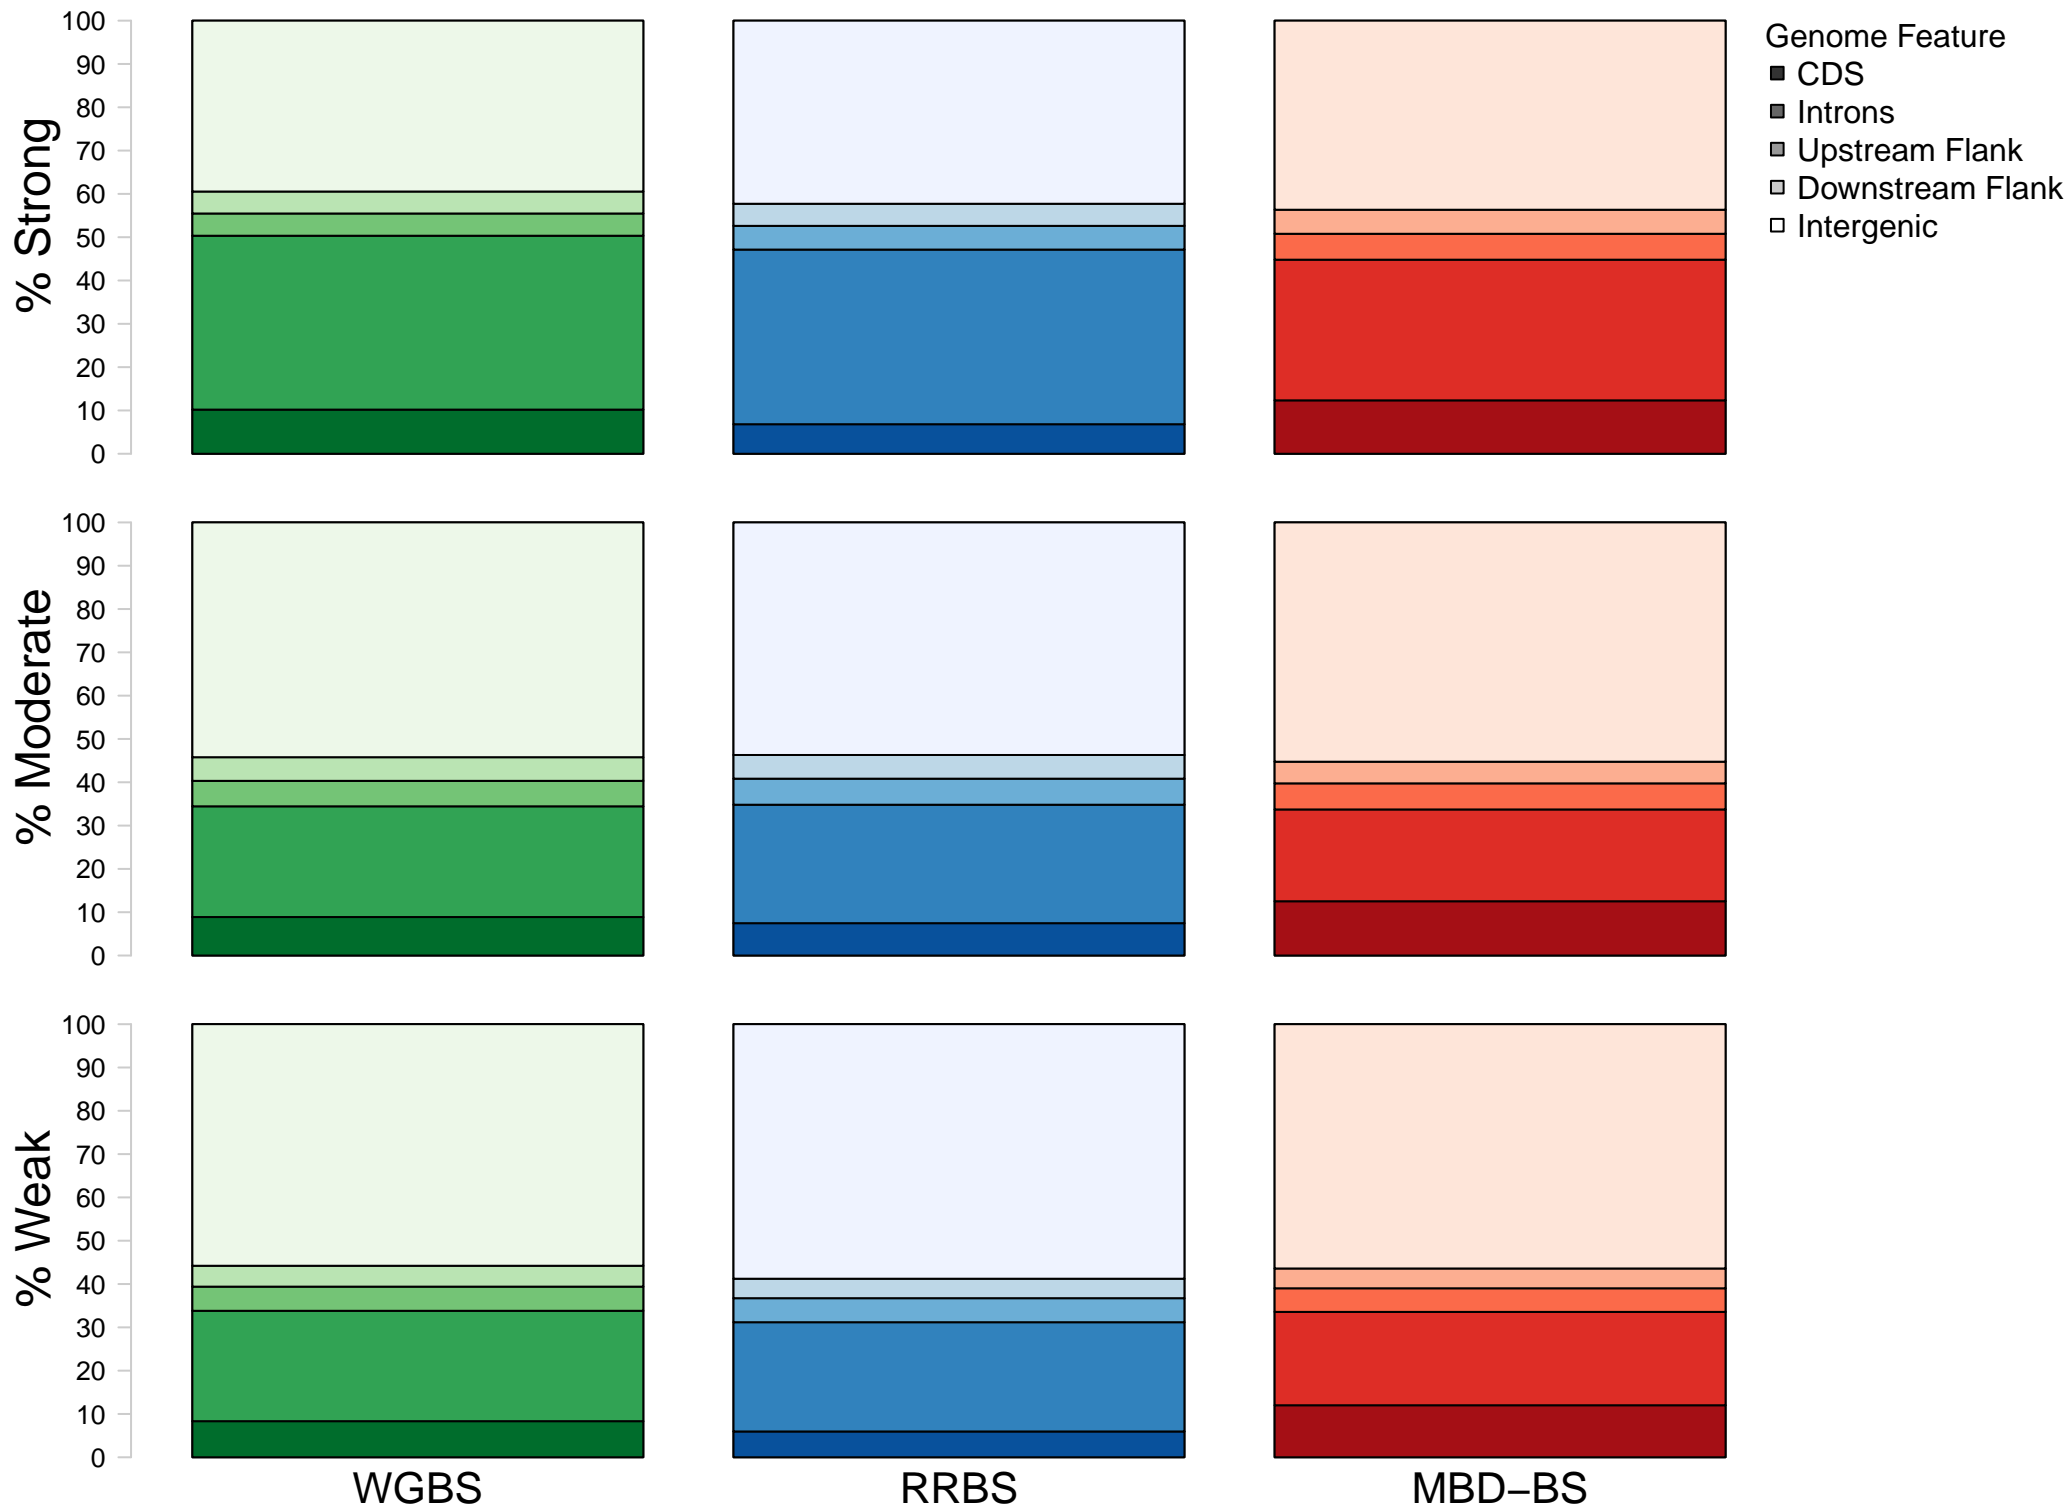 % Strong
100
90
80
70
60
50
40
30
20
10
0
Genome Feature
CDS
Introns
Upstream Flank
Downstream Flank
Intergenic
% Moderate
100
90
80
70
60
50
40
30
20
10
0
% Weak
100
90
80
70
60
50
40
30
20
10
0
WGBS
RRBS
MBD−BS